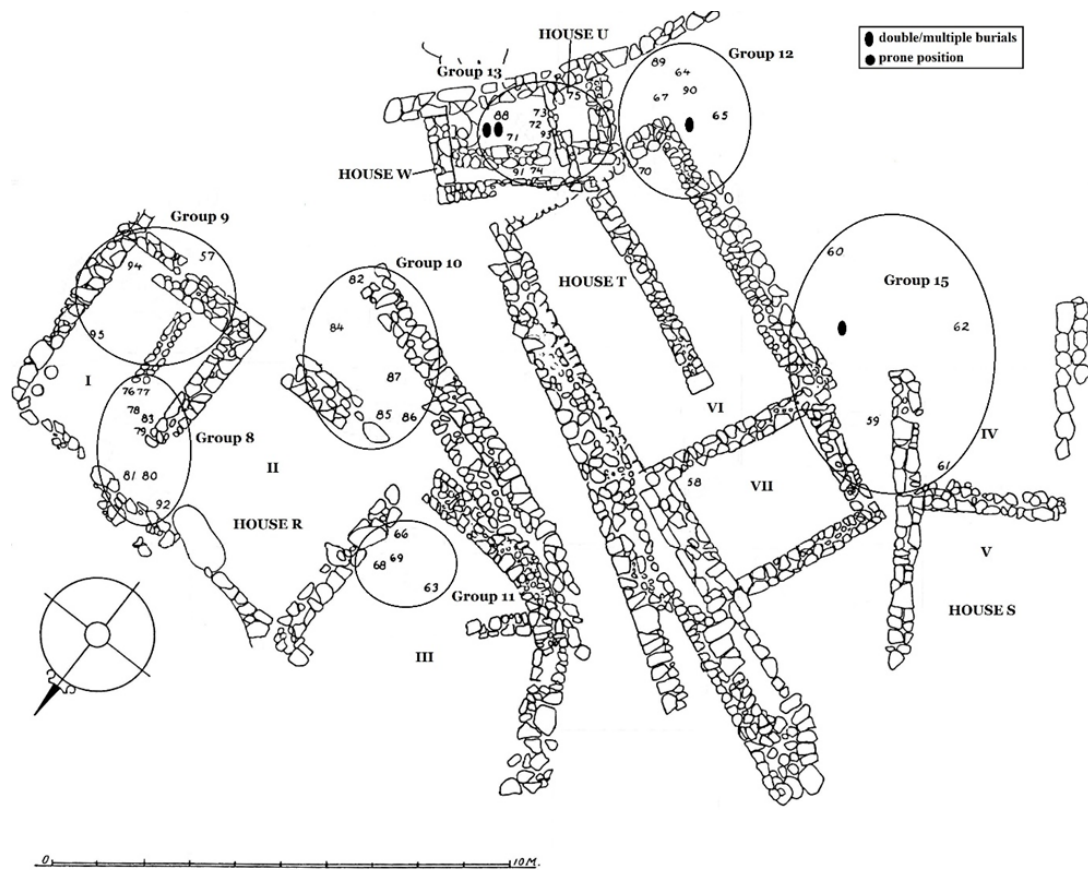 double/multiple burials
prone position
HOUSE U
Group 12
Group 13
89
64
90
67
65
70
75
88
73
72
71
93
91 74
HOUSE W
Group 9
57
94
95
I
Group 10
82
84
87
85 86
HOUSE T
60
Group 15
62
59
61
IV
VI
76 77
78
83
79
Group 8
81 80
92
II
HOUSE R
66
69
68
63
Group 11
III
58
VII
V
HOUSE S
0
10 M.